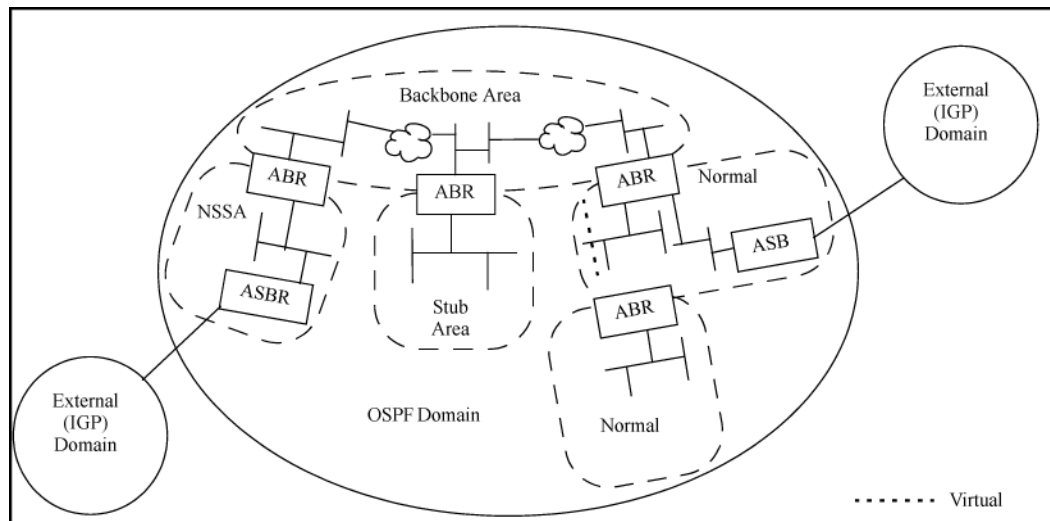 Backbone Area
External
(IGP)
Domain
ABR
ABR
ABR
Normal
NSSA
ASB
ASBR
Stub
Area
ABR
External
(IGP)
Domain
OSPF Domain
Normal
Virtual